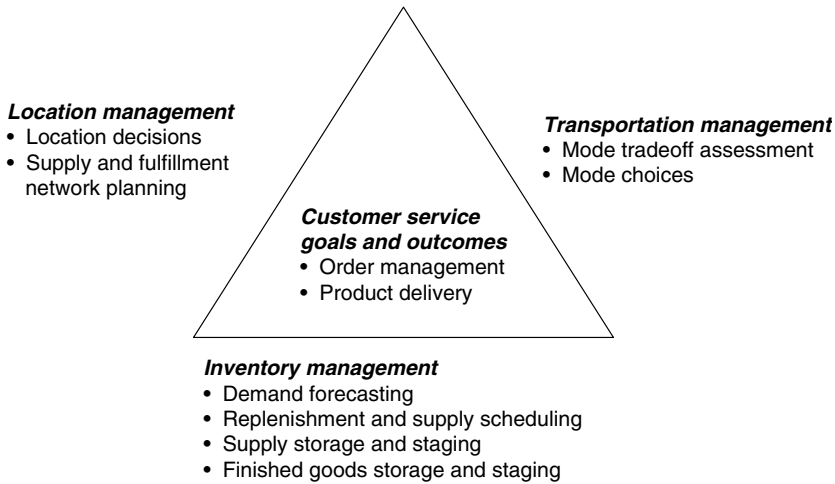 Location management
• Location decisions
• Supply and fulfillment
network planning
Transportation management
• Mode tradeoff assessment
• Mode choices
Customer service
goals and outcomes
• Order management
• Product delivery
Inventory management
• Demand forecasting
• Replenishment and supply scheduling
• Supply storage and staging
• Finished goods storage and staging